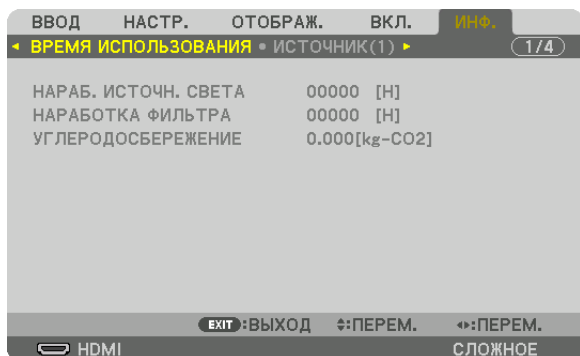 ВВОД НАСТР. ОТОБРАЖ. ВКЛ. ИНФ.
◂ ВРЕМЯ ИСПОЛЬЗОВАНИЯ • ИСТОЧНИК(1) ▸ 1/4
НАРАБ. ИСТОЧН. СВЕТА 00000 [H]
НАРАБОТКА ФИЛЬТРА 00000 [H]
УГЛЕРОДОСБЕРЕЖЕНИЕ 0.000[kg-CO2]
EXIT :ВЫХОД :ПЕРЕМ. :ПЕРЕМ.
HDMI СЛОЖНОЕ